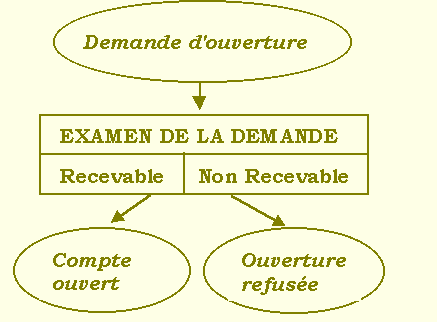 Demande d'ouverture
EXAMEN DE LA DEMANDE
Recevable
Non Recevable
Compte
ouvert
Ouverture
refusée